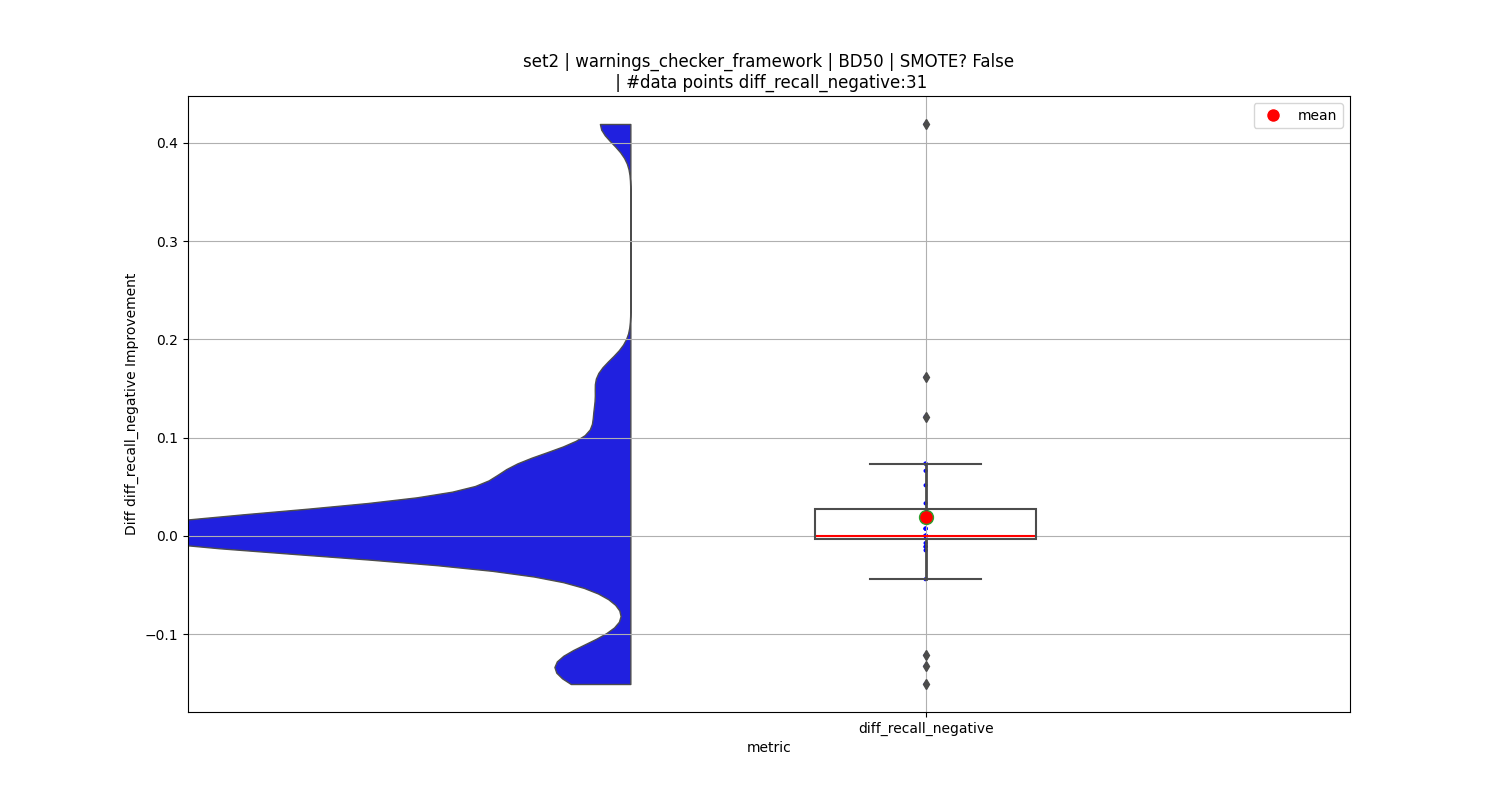 set2 | warnings_checker_framework | BD50 | SMOTE? False
| #data points diff_recall_negative:31
mean
0.4
0.3
0.2
0.1
0.0
−0.1
Diff diff_recall_negative Improvement
diff_recall_negative
metric